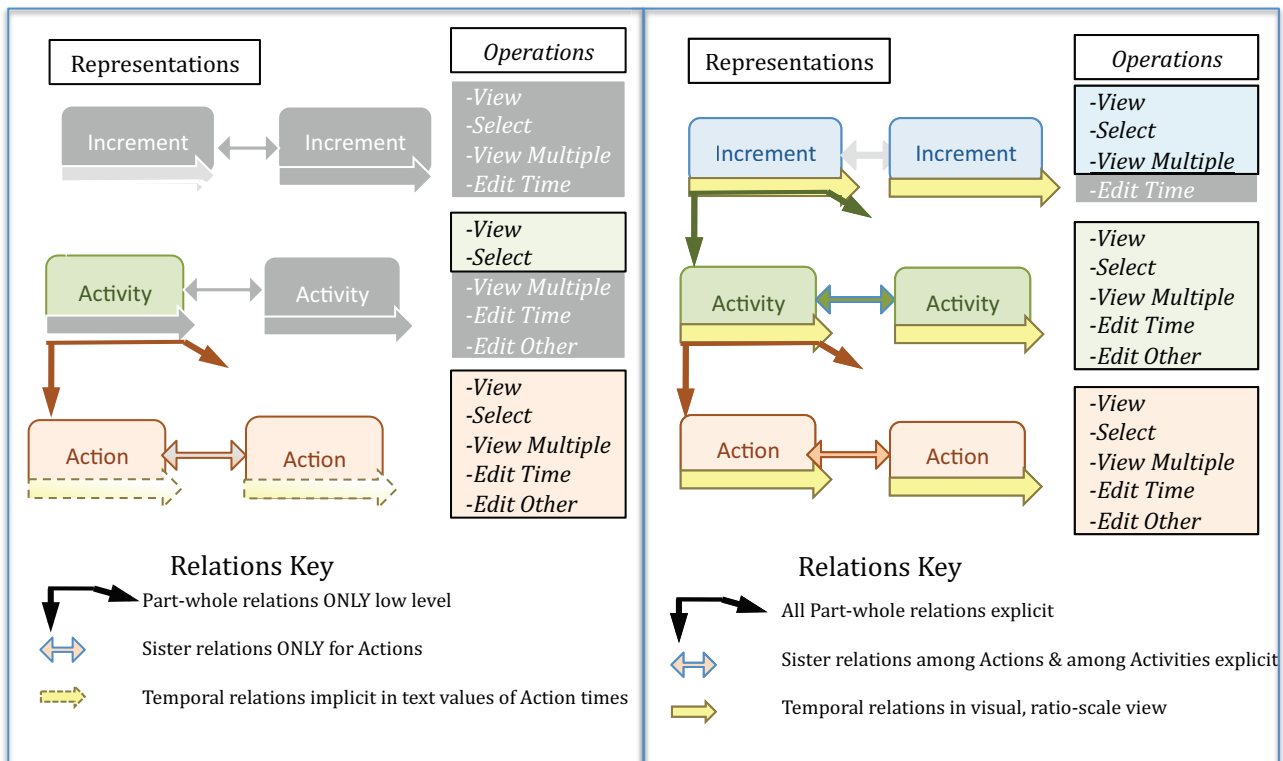 Representations
Operations
Increment
Increment
-View
-Select
-View Multiple
-Edit Time
Activity
Activity
-View
-Select
-View Multiple
-Edit Time
-Edit Other
Action
Action
-View
-Select
-View Multiple
-Edit Time
-Edit Other
Relations Key
Part-whole relations ONLY low level
Sister relations ONLY for Actions
Temporal relations implicit in text values of Action times
Representations
Operations
Increment
Increment
-View
-Select
-View Multiple
-Edit Time
Activity
Activity
-View
-Select
-View Multiple
-Edit Time
-Edit Other
Action
Action
-View
-Select
-View Multiple
-Edit Time
-Edit Other
Relations Key
All Part-whole relations explicit
Sister relations among Actions & among Activities explicit
Temporal relations in visual, ratio-scale view